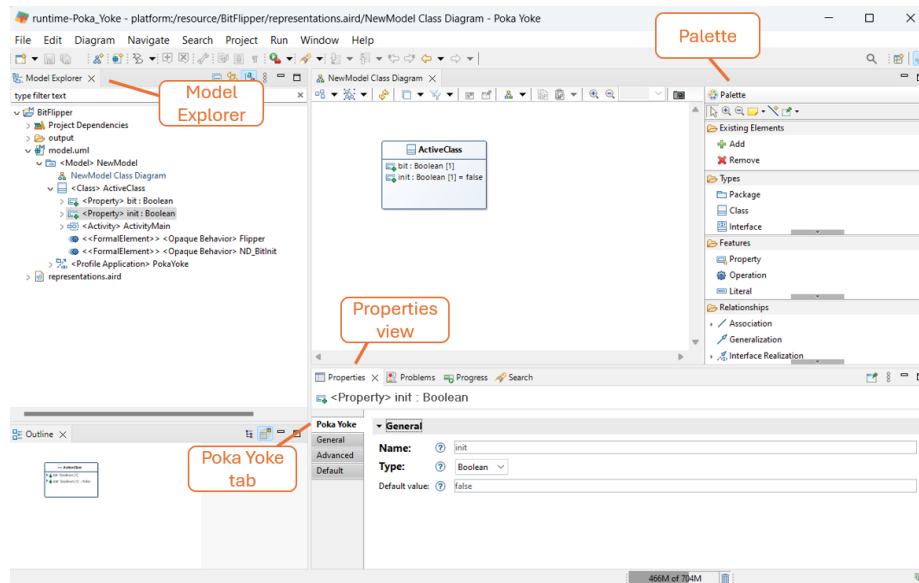 runtime-Poka_Yoke - platform:/resource/BitFlipper/representations.aird/NewModel Class Diagram - Poka Yoke
File Edit Diagram Navigate Search Project Run Window Help
Palette
Model Explorer
type filter text
Model
Explorer
BitFlipper
Project Dependencies
output
model.uml
<Model> NewModel
NewModel Class Diagram
<Class> ActiveClass
<Property> bit : Boolean
<Property> init : Boolean
<Activity> ActivityMain
<<FormalElement>> <Opaque Behavior> Flipper
<<FormalElement>> <Opaque Behavior> ND_BitInit
<Profile Application> PokaYoke
representations.aird
NewModel Class Diagram
ActiveClass
bit : Boolean [1]
init : Boolean [1] = false
Palette
Existing Elements
Add
Remove
Types
Package
Class
Interface
Features
Property
Operation
Literal
Relationships
Association
Generalization
Interface Realization
Properties
view
Properties Problems Progress Search
<Property> init : Boolean
Poka Yoke
General
Advanced
Default
General
Name: init
Type: Boolean
Default value: false
Outline
Poka Yoke
tab
466M of 704M